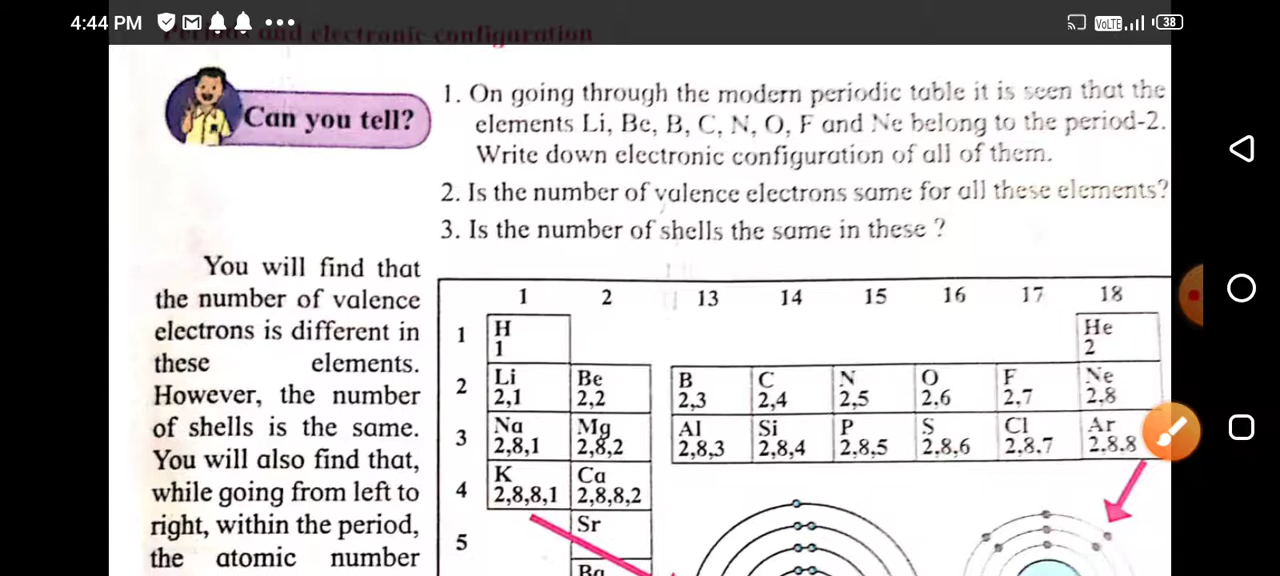 4:44 PM
VoLTE 38
Periods and electronic configuration
Can you tell?
1. On going through the modern periodic table it is seen that the
elements Li, Be, B, C, N, O, F and Ne belong to the period-2.
Write down electronic configuration of all of them.
2. Is the number of valence electrons same for all these elements?
3. Is the number of shells the same in these ?
You will find that
the number of valence
electrons is different in
these elements.
However, the number
of shells is the same.
You will also find that,
while going from left to
right, within the period,
the atomic number
1 2 13 14 15 16 17 18
1 H He
1 2
2 Li Be B C N O F Ne
2,1 2,2 2,3 2,4 2,5 2,6 2,7 2,8
3 Na Mg Al Si P S Cl Ar
2,8,1 2,8,2 2,8,3 2,8,4 2,8,5 2,8,6 2,8,7 2,8,8
4 K Ca
2,8,8,1 2,8,8,2
5 Sr
Ba